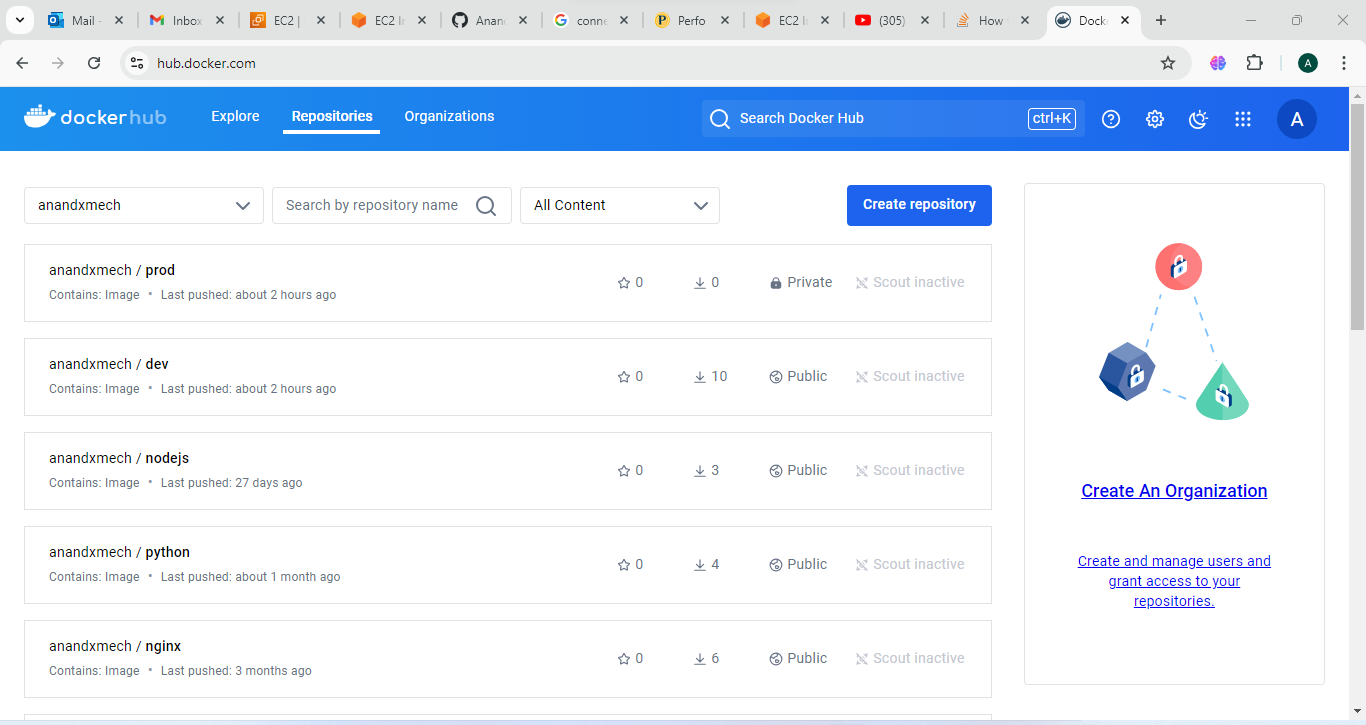 Mail -
Inbox
EC2 |
EC2 In
Anand
conne
Perfo
EC2 In
(305)
How
Docke
hub.docker.com
A
dockerhub
Explore
Repositories
Organizations
Search Docker Hub
ctrl+K
A
anandxmech
Search by repository name
All Content
Create repository
anandxmech / prod
Contains: Image • Last pushed: about 2 hours ago
0
0
Private
Scout inactive
anandxmech / dev
Contains: Image • Last pushed: about 2 hours ago
0
10
Public
Scout inactive
anandxmech / nodejs
Contains: Image • Last pushed: 27 days ago
0
3
Public
Scout inactive
anandxmech / python
Contains: Image • Last pushed: about 1 month ago
0
4
Public
Scout inactive
anandxmech / nginx
Contains: Image • Last pushed: 3 months ago
0
6
Public
Scout inactive
Create An Organization
Create and manage users and
grant access to your
repositories.